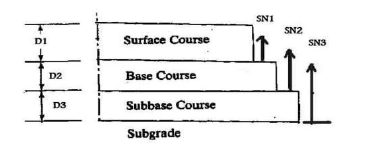 SN1
SN2
SN3
D1
Surface Course
D2
Base Course
D3
Subbase Course
Subgrade